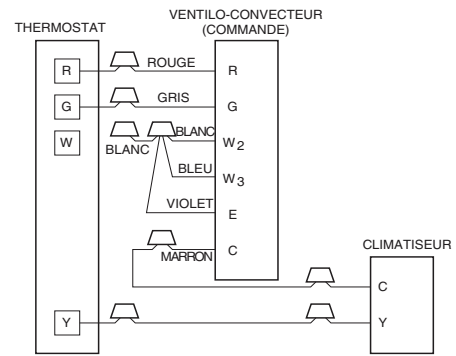 VENTILO-CONVECTEUR
(COMMANDE)
THERMOSTAT
R ROUGE R
G GRIS G
W BLANC BLANC W2
BLEU W3
VIOLET E
MARRON C
CLIMATISEUR
C
Y Y